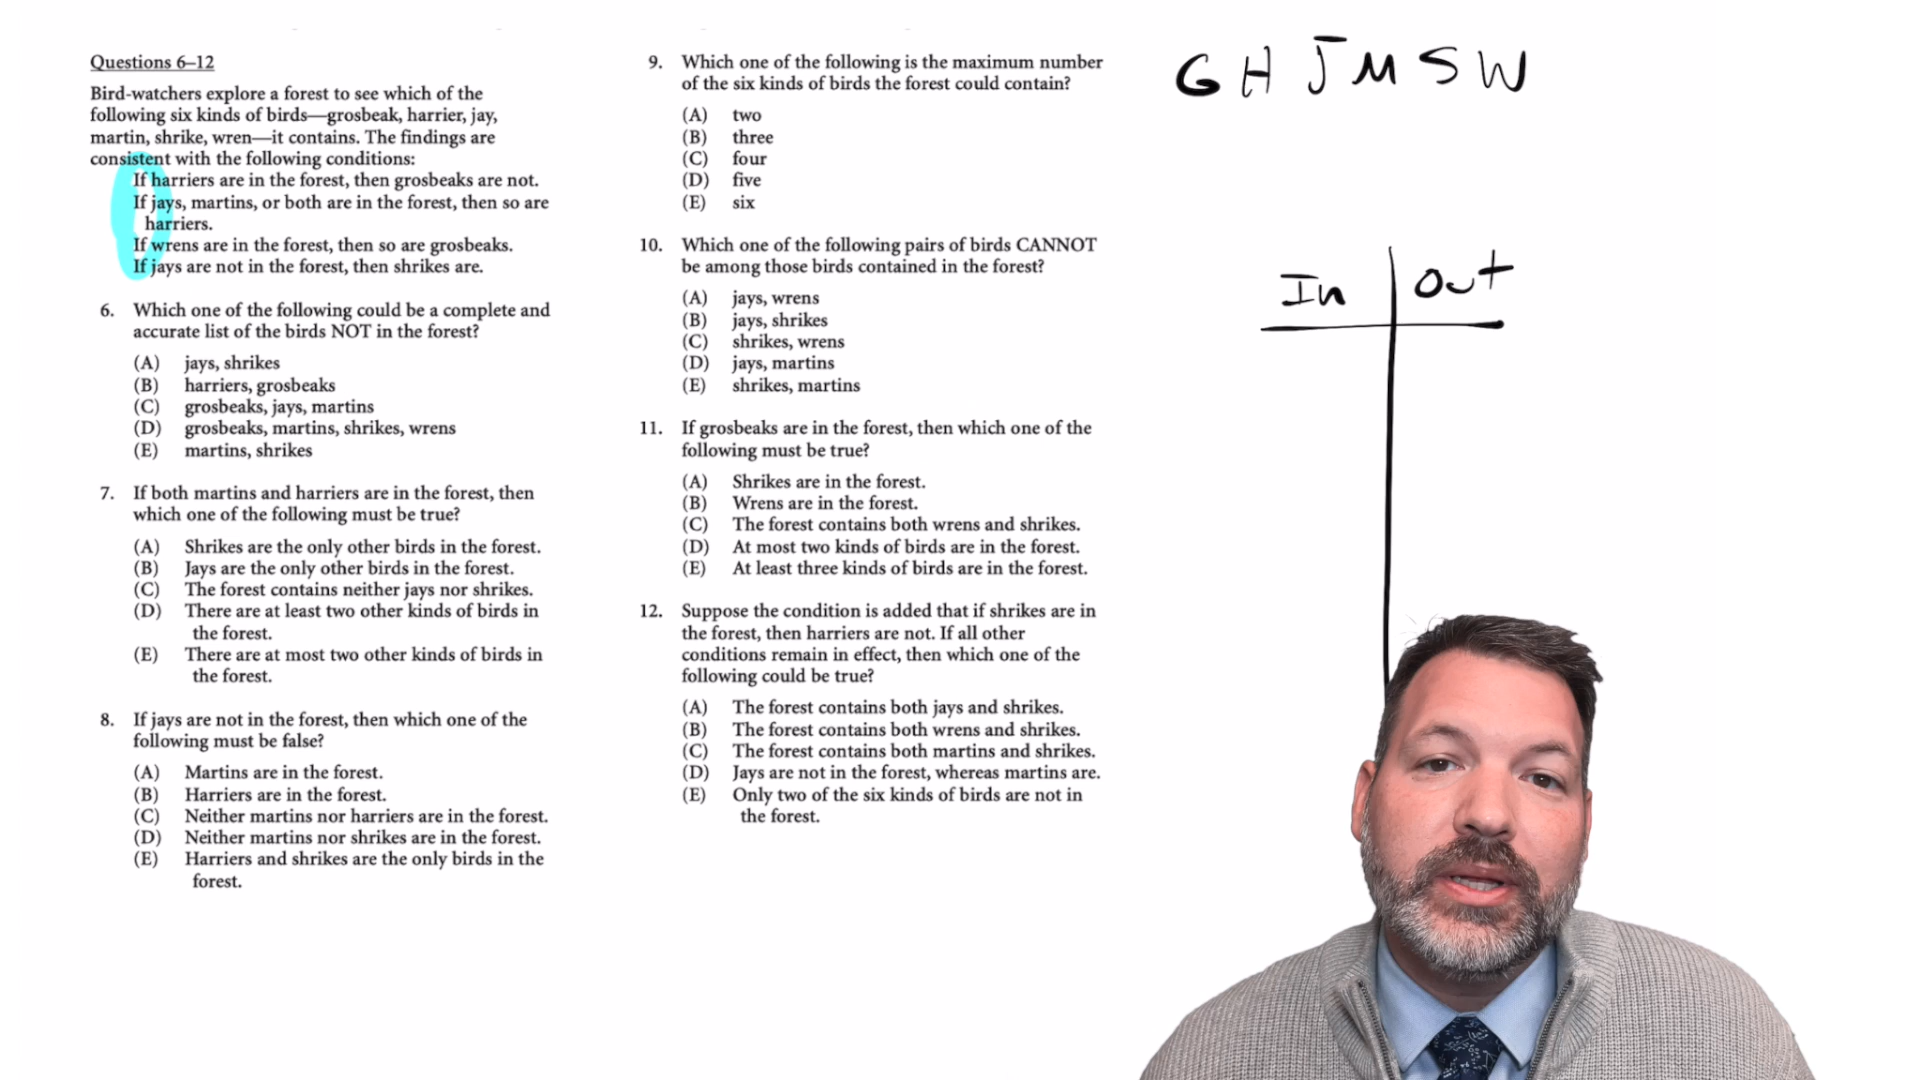 Questions 6–12
Bird-watchers explore a forest to see which of the
following six kinds of birds—grosbeak, harrier, jay,
martin, shrike, wren—it contains. The findings are
consistent with the following conditions:
If harriers are in the forest, then grosbeaks are not.
If jays, martins, or both are in the forest, then so are
harriers.
If wrens are in the forest, then so are grosbeaks.
If jays are not in the forest, then shrikes are.
6. Which one of the following could be a complete and
accurate list of the birds NOT in the forest?
(A) jays, shrikes
(B) harriers, grosbeaks
(C) grosbeaks, jays, martins
(D) grosbeaks, martins, shrikes, wrens
(E) martins, shrikes
7. If both martins and harriers are in the forest, then
which one of the following must be true?
(A) Shrikes are the only other birds in the forest.
(B) Jays are the only other birds in the forest.
(C) The forest contains neither jays nor shrikes.
(D) There are at least two other kinds of birds in
the forest.
(E) There are at most two other kinds of birds in
the forest.
8. If jays are not in the forest, then which one of the
following must be false?
(A) Martins are in the forest.
(B) Harriers are in the forest.
(C) Neither martins nor harriers are in the forest.
(D) Neither martins nor shrikes are in the forest.
(E) Harriers and shrikes are the only birds in the
forest.
9. Which one of the following is the maximum number
of the six kinds of birds the forest could contain?
(A) two
(B) three
(C) four
(D) five
(E) six
10. Which one of the following pairs of birds CANNOT
be among those birds contained in the forest?
(A) jays, wrens
(B) jays, shrikes
(C) shrikes, wrens
(D) jays, martins
(E) shrikes, martins
11. If grosbeaks are in the forest, then which one of the
following must be true?
(A) Shrikes are in the forest.
(B) Wrens are in the forest.
(C) The forest contains both wrens and shrikes.
(D) At most two kinds of birds are in the forest.
(E) At least three kinds of birds are in the forest.
12. Suppose the condition is added that if shrikes are in
the forest, then harriers are not. If all other
conditions remain in effect, then which one of the
following could be true?
(A) The forest contains both jays and shrikes.
(B) The forest contains both wrens and shrikes.
(C) The forest contains both martins and shrikes.
(D) Jays are not in the forest, whereas martins are.
(E) Only two of the six kinds of birds are not in
the forest.
G H J M S W
In Out